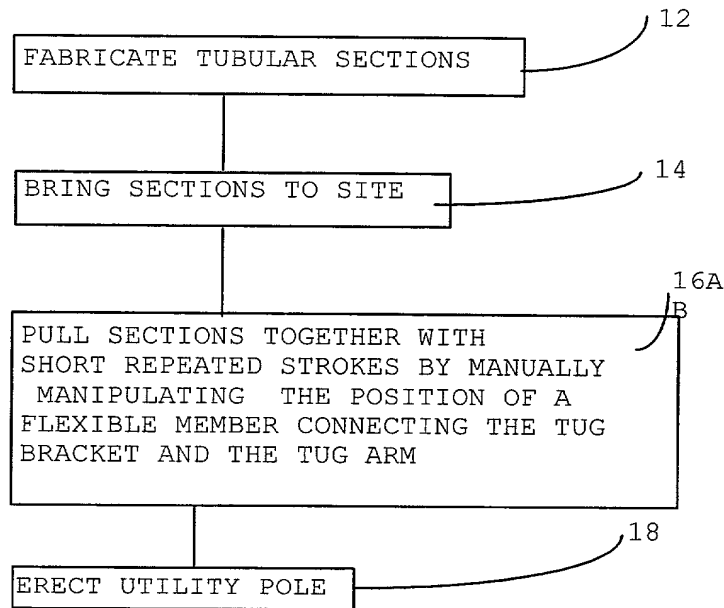 12
FABRICATE TUBULAR SECTIONS
14
BRING SECTIONS TO SITE
16A
B
PULL SECTIONS TOGETHER WITH
SHORT REPEATED STROKES BY MANUALLY
MANIPULATING THE POSITION OF A
FLEXIBLE MEMBER CONNECTING THE TUG
BRACKET AND THE TUG ARM
18
ERECT UTILITY POLE